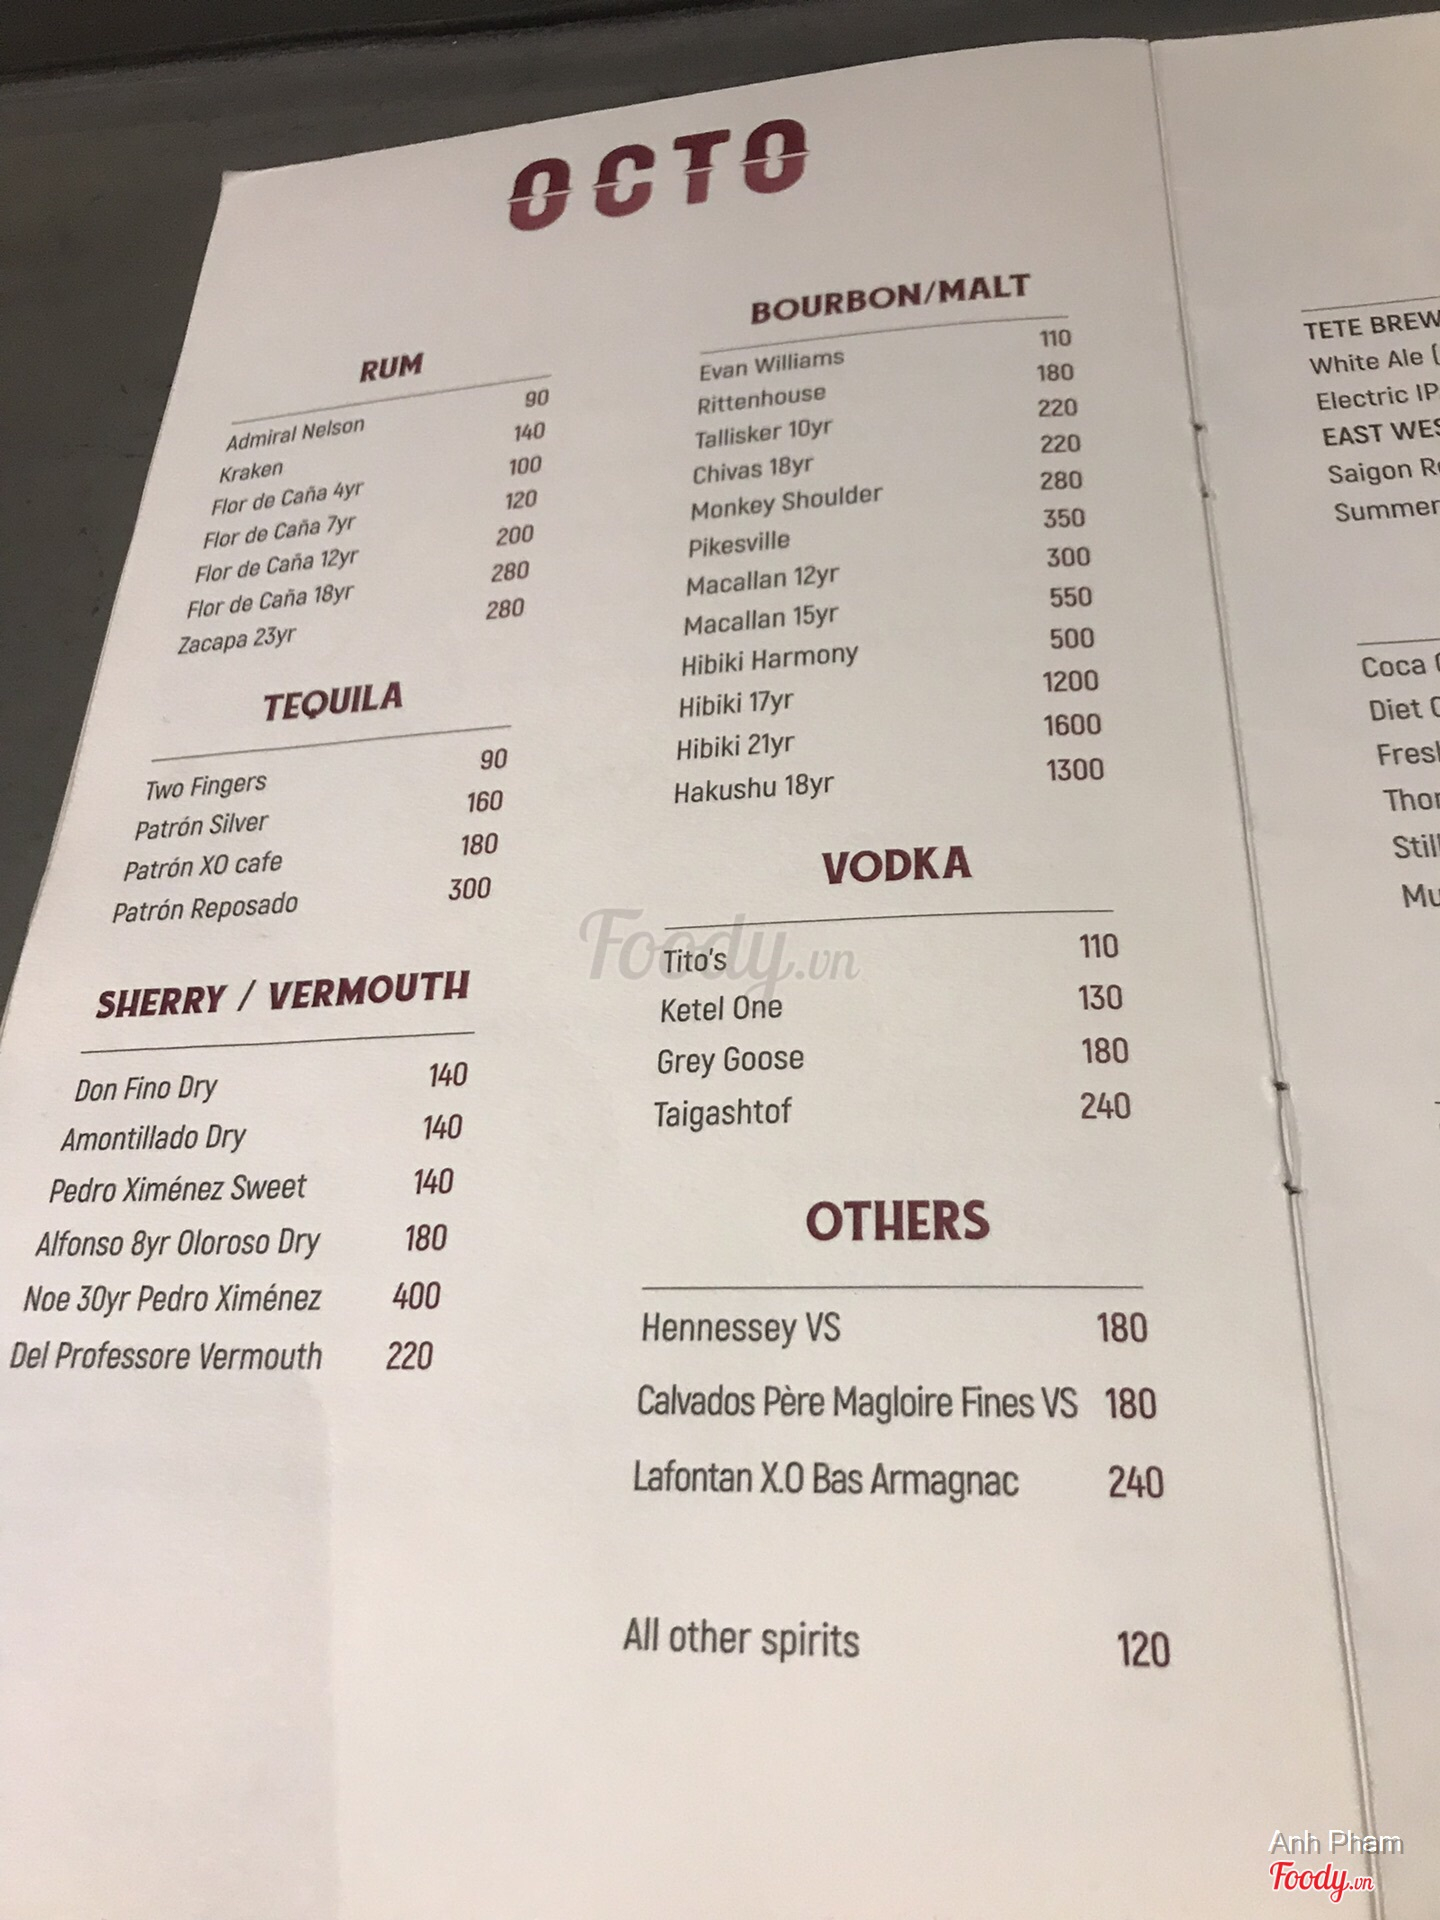 OCTO
RUM
Admiral Nelson 90
Kraken 140
Flor de Caña 4yr 100
Flor de Caña 7yr 120
Flor de Caña 12yr 200
Flor de Caña 18yr 280
Zacapa 23yr 280
TEQUILA
Two Fingers 90
Patrón Silver 160
Patrón XO cafe 180
Patrón Reposado 300
SHERRY / VERMOUTH
Don Fino Dry 140
Amontillado Dry 140
Pedro Ximénez Sweet 140
Alfonso 8yr Oloroso Dry 180
Noe 30yr Pedro Ximénez 400
Del Professore Vermouth 220
BOURBON/MALT
Evan Williams 110
Rittenhouse 180
Tallisker 10yr 220
Chivas 18yr 220
Monkey Shoulder 280
Pikesville 350
Macallan 12yr 300
Macallan 15yr 550
Hibiki Harmony 500
Hibiki 17yr 1200
Hibiki 21yr 1600
Hakushu 18yr 1300
VODKA
Tito's 110
Ketel One 130
Grey Goose 180
Taigashtof 240
OTHERS
Hennessey VS 180
Calvados Père Magloire Fines VS 180
Lafontan X.O Bas Armagnac 240
All other spirits 120
TETE BREW
White Ale (
Electric IP
EAST WES
Saigon R
Summer
Coca
Diet
Fres
Tho
Still
Mu
Foody.vn
Anh Pham
Foody.vn